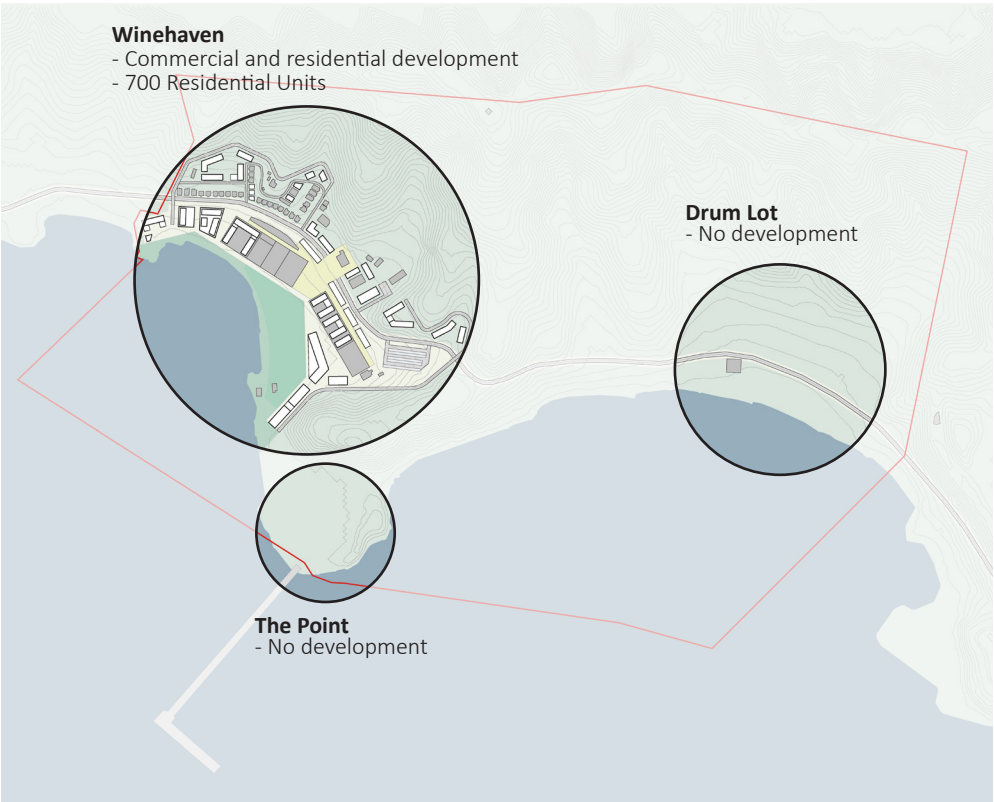 Winehaven
- Commercial and residential development
- 700 Residential Units
Drum Lot
- No development
The Point
- No development